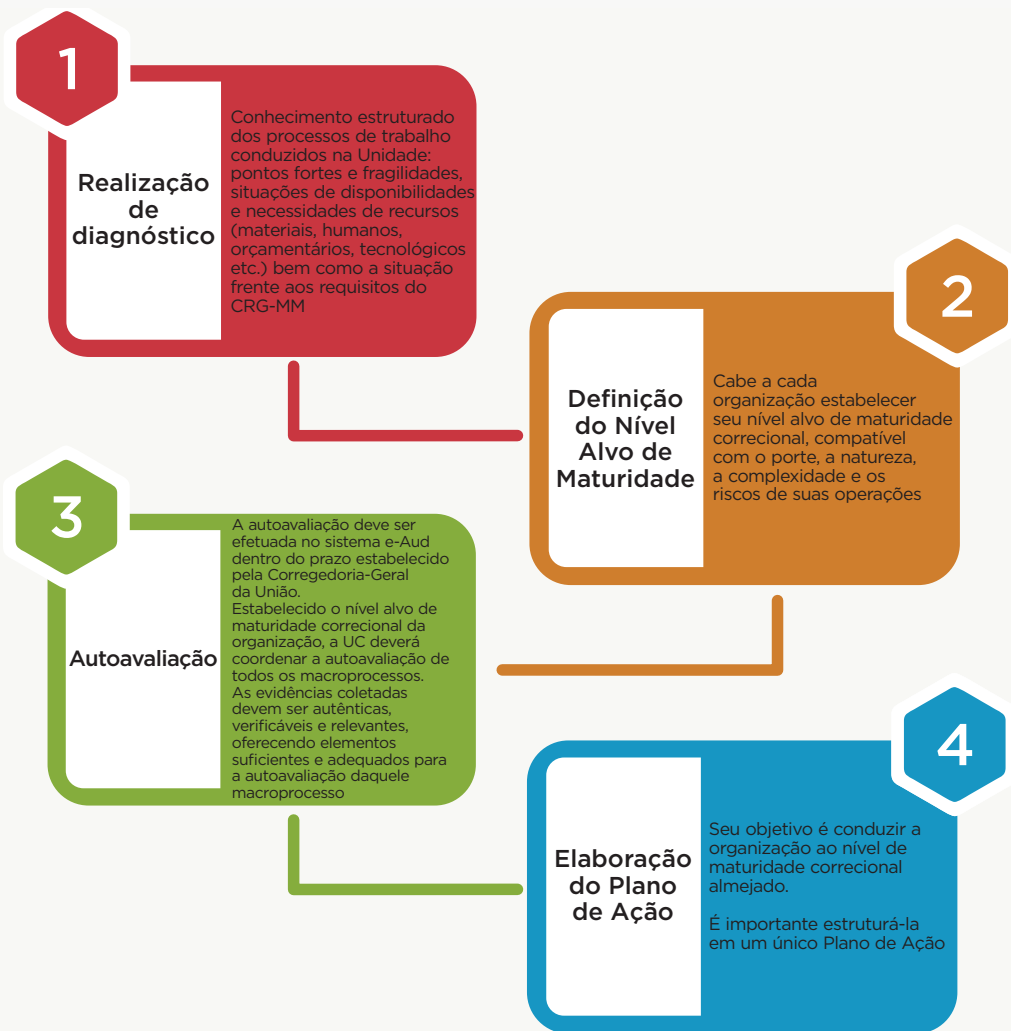 1
Realização
de
diagnóstico
Conhecimento estruturado
dos processos de trabalho
conduzidos na Unidade:
pontos fortes e fragilidades,
situações de disponibilidades
e necessidades de recursos
(materiais, humanos,
orçamentários, tecnológicos
etc.) bem como a situação
frente aos requisitos do
CRG-MM
2
Definição
do Nível
Alvo de
Maturidade
Cabe a cada
organização estabelecer
seu nível alvo de maturidade
correcional, compatível
com o porte, a natureza,
a complexidade e os
riscos de suas operações
3
Autoavaliação
A autoavaliação deve ser
efetuada no sistema e-Aud
dentro do prazo estabelecido
pela Corregedoria-Geral
da União.
Estabelecido o nível alvo de
maturidade correcional da
organização, a UC deverá
coordenar a autoavaliação de
todos os macroprocessos.
As evidências coletadas
devem ser autênticas,
verificáveis e relevantes,
oferecendo elementos
suficientes e adequados para
a autoavaliação daquele
macroprocesso
4
Elaboração
do Plano
de Ação
Seu objetivo é conduzir a
organização ao nível de
maturidade correcional
almejado.
É importante estruturá-la
em um único Plano de Ação